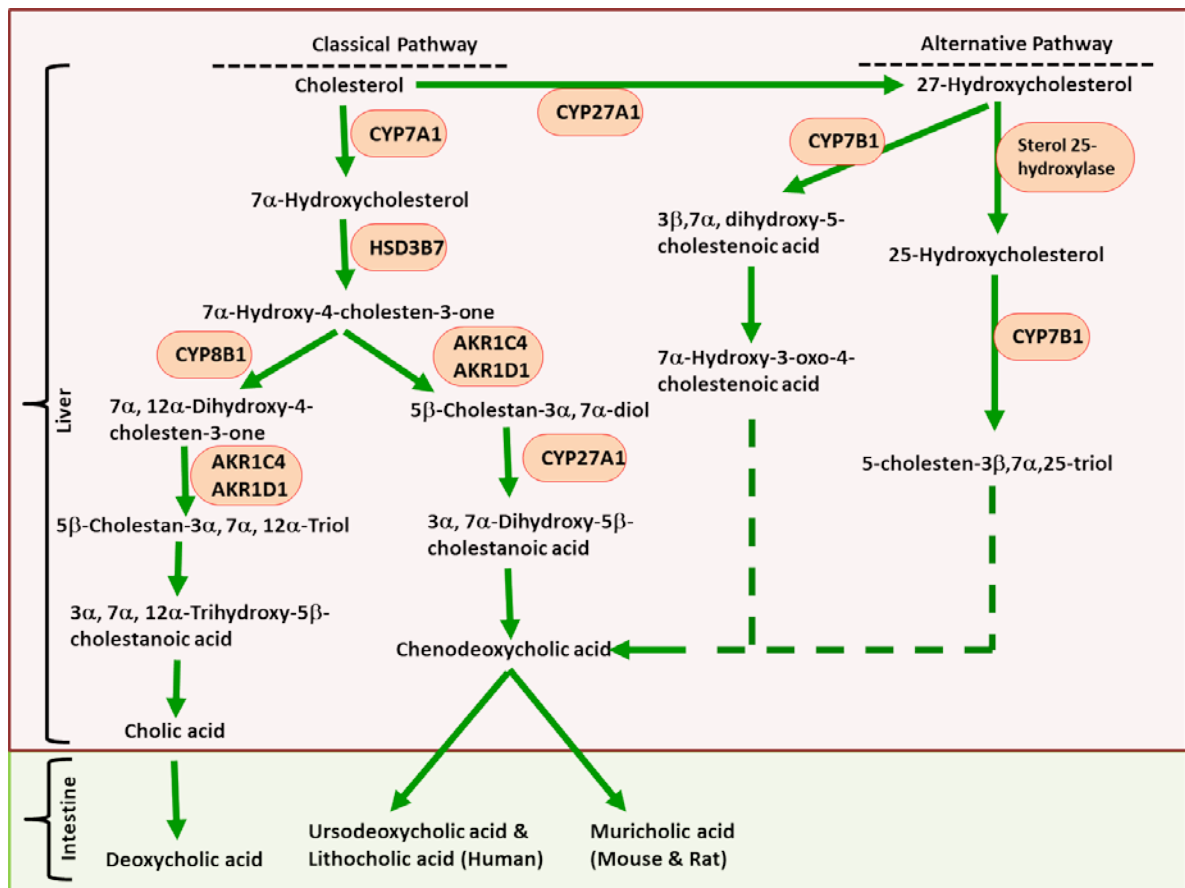 Classical Pathway
Alternative Pathway
Cholesterol
27-Hydroxycholesterol
CYP27A1
CYP7A1
CYP7B1
Sterol 25-
hydroxylase
7α-Hydroxycholesterol
3β,7α, dihydroxy-5-
cholestenoic acid
HSD3B7
25-Hydroxycholesterol
7α-Hydroxy-4-cholesten-3-one
CYP8B1
AKR1C4
AKR1D1
7α-Hydroxy-3-oxo-4-
cholestenoic acid
CYP7B1
Liver
7α, 12α-Dihydroxy-4-
cholesten-3-one
5β-Cholestan-3α, 7α-diol
AKR1C4
AKR1D1
CYP27A1
5-cholesten-3β,7α,25-triol
5β-Cholestan-3α, 7α, 12α-Triol
3α, 7α-Dihydroxy-5β-
cholestanoic acid
3α, 7α, 12α-Trihydroxy-5β-
cholestanoic acid
Chenodeoxycholic acid
Cholic acid
Intestine
Deoxycholic acid
Ursodeoxycholic acid &
Lithocholic acid (Human)
Muricholic acid
(Mouse & Rat)